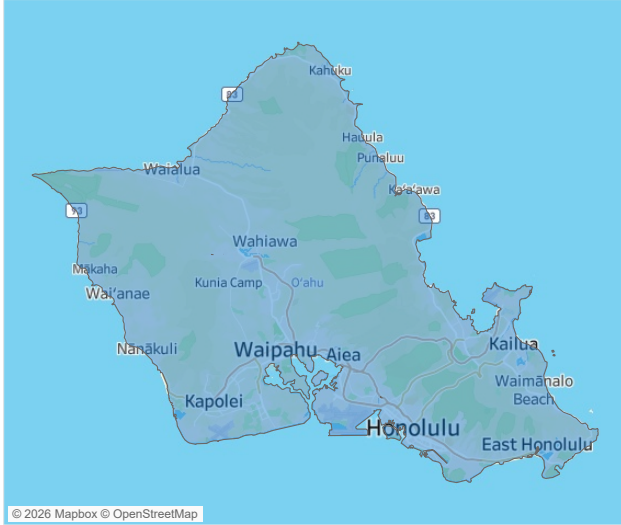 Kahuku
83
Hauula
Punaluu
Waialua
Ka‘a‘awa
93
83
Wahiawa
Mākaha
Kunia Camp
O‘ahu
Wai‘anae
Nānākuli
Waipahu
Aiea
Kailua
Waimānalo
Beach
Kapolei
Honolulu
East Honolulu
© 2026 Mapbox © OpenStreetMap